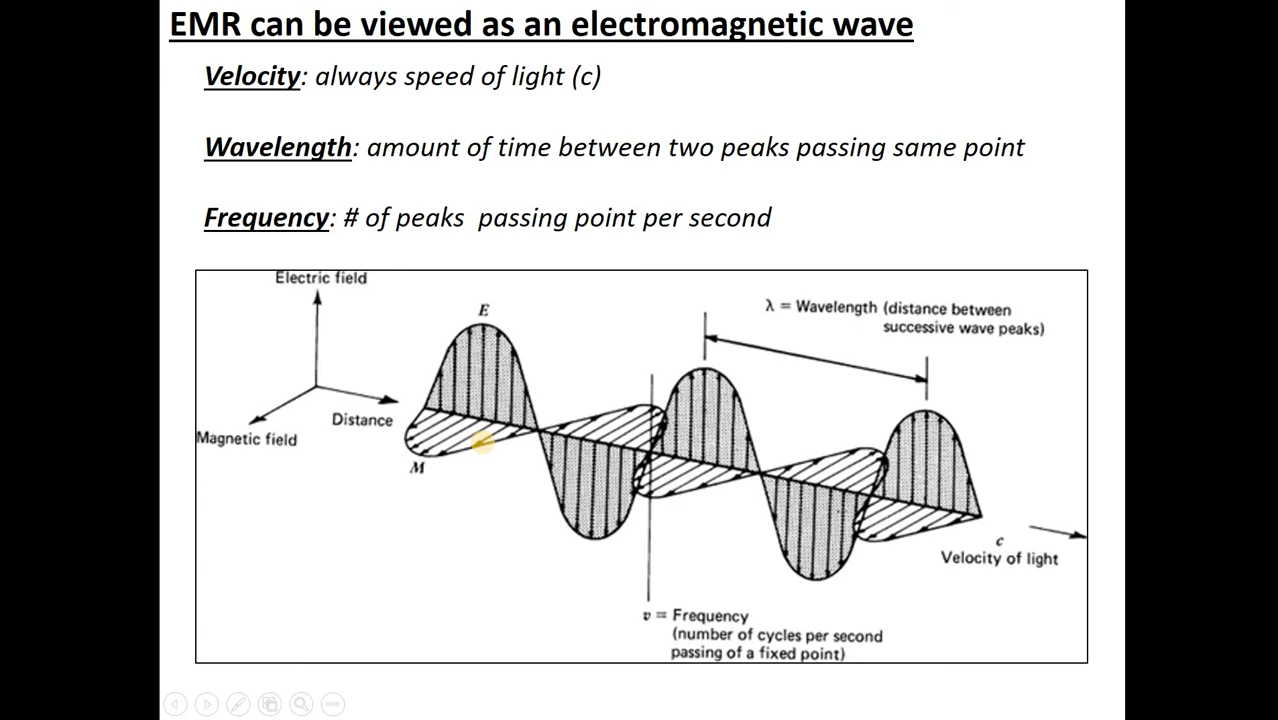 EMR can be viewed as an electromagnetic wave
Velocity: always speed of light (c)
Wavelength: amount of time between two peaks passing same point
Frequency: # of peaks passing point per second
Electric field
Distance
Magnetic field
E
M
λ = Wavelength (distance between
successive wave peaks)
c
Velocity of light
υ = Frequency
(number of cycles per second
passing of a fixed point)